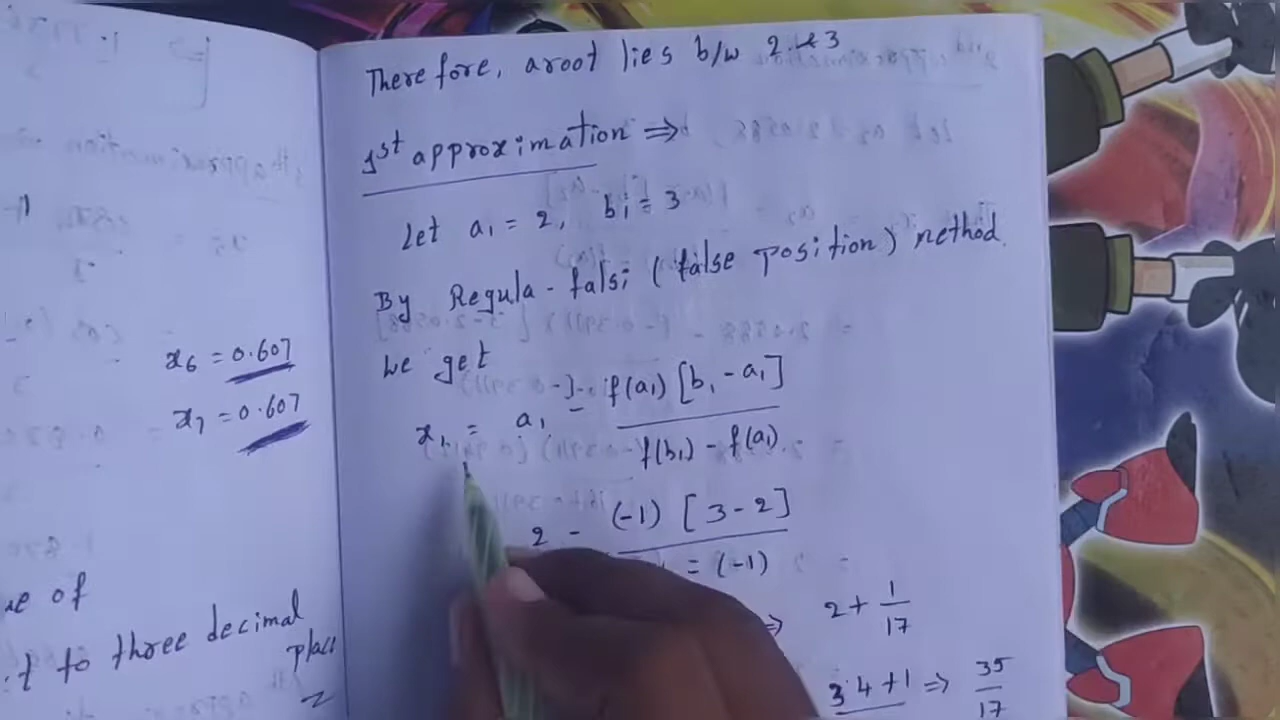 x₆ = 0.607
x₇ = 0.607
ue of
t to three decimal
place
Therefore, a root lies b/w 2 & 3
1st approximation ⇒
Let a₁ = 2, b₁ = 3
By Regula-falsi (false position) method.
we get
x₁ = a₁ - f(a₁) [b₁ - a₁]
f(b₁) - f(a₁).
2 - (-1) [3-2]
= (-1)
⇒ 2 + 1/17
34+1 ⇒ 35/17